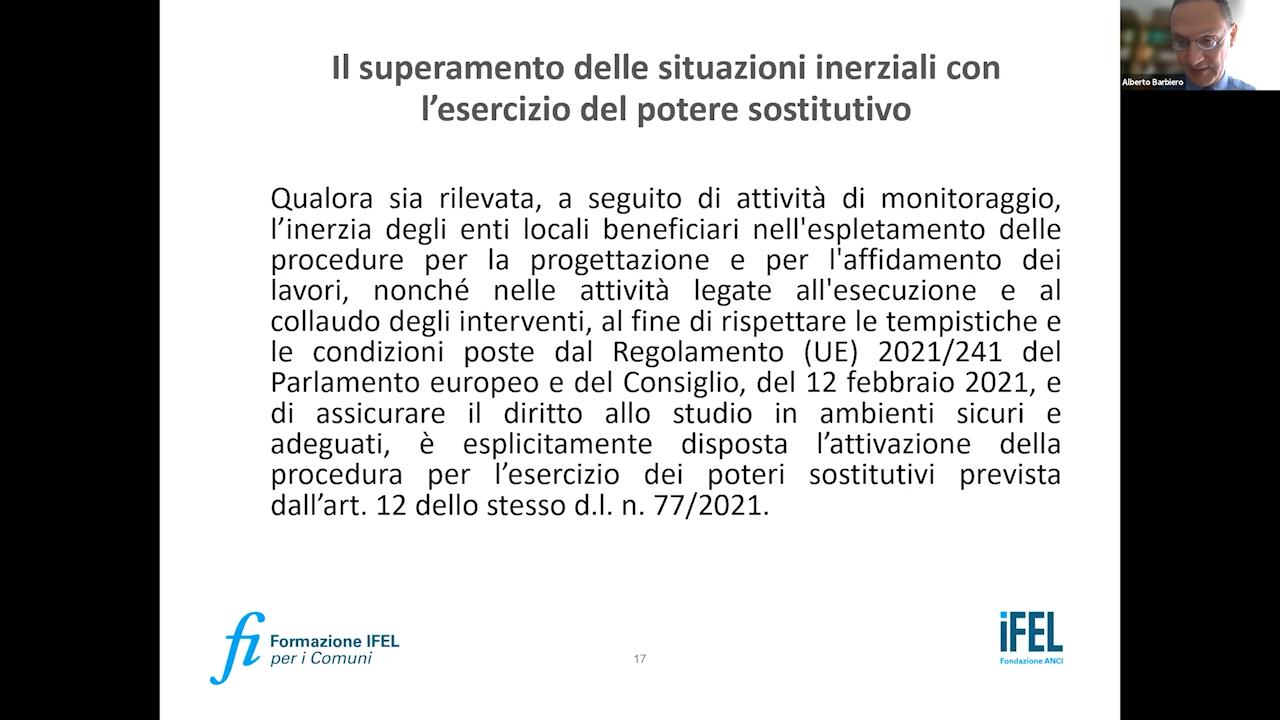 Il superamento delle situazioni inerziali con
l’esercizio del potere sostitutivo
Qualora sia rilevata, a seguito di attività di monitoraggio,
l’inerzia degli enti locali beneficiari nell'espletamento delle
procedure per la progettazione e per l'affidamento dei
lavori, nonché nelle attività legate all'esecuzione e al
collaudo degli interventi, al fine di rispettare le tempistiche e
le condizioni poste dal Regolamento (UE) 2021/241 del
Parlamento europeo e del Consiglio, del 12 febbraio 2021, e
di assicurare il diritto allo studio in ambienti sicuri e
adeguati, è esplicitamente disposta l’attivazione della
procedura per l’esercizio dei poteri sostitutivi prevista
dall’art. 12 dello stesso d.l. n. 77/2021.
fi
Formazione IFEL
per i Comuni
17
iFEL
Fondazione ANCI
Alberto Barbiero